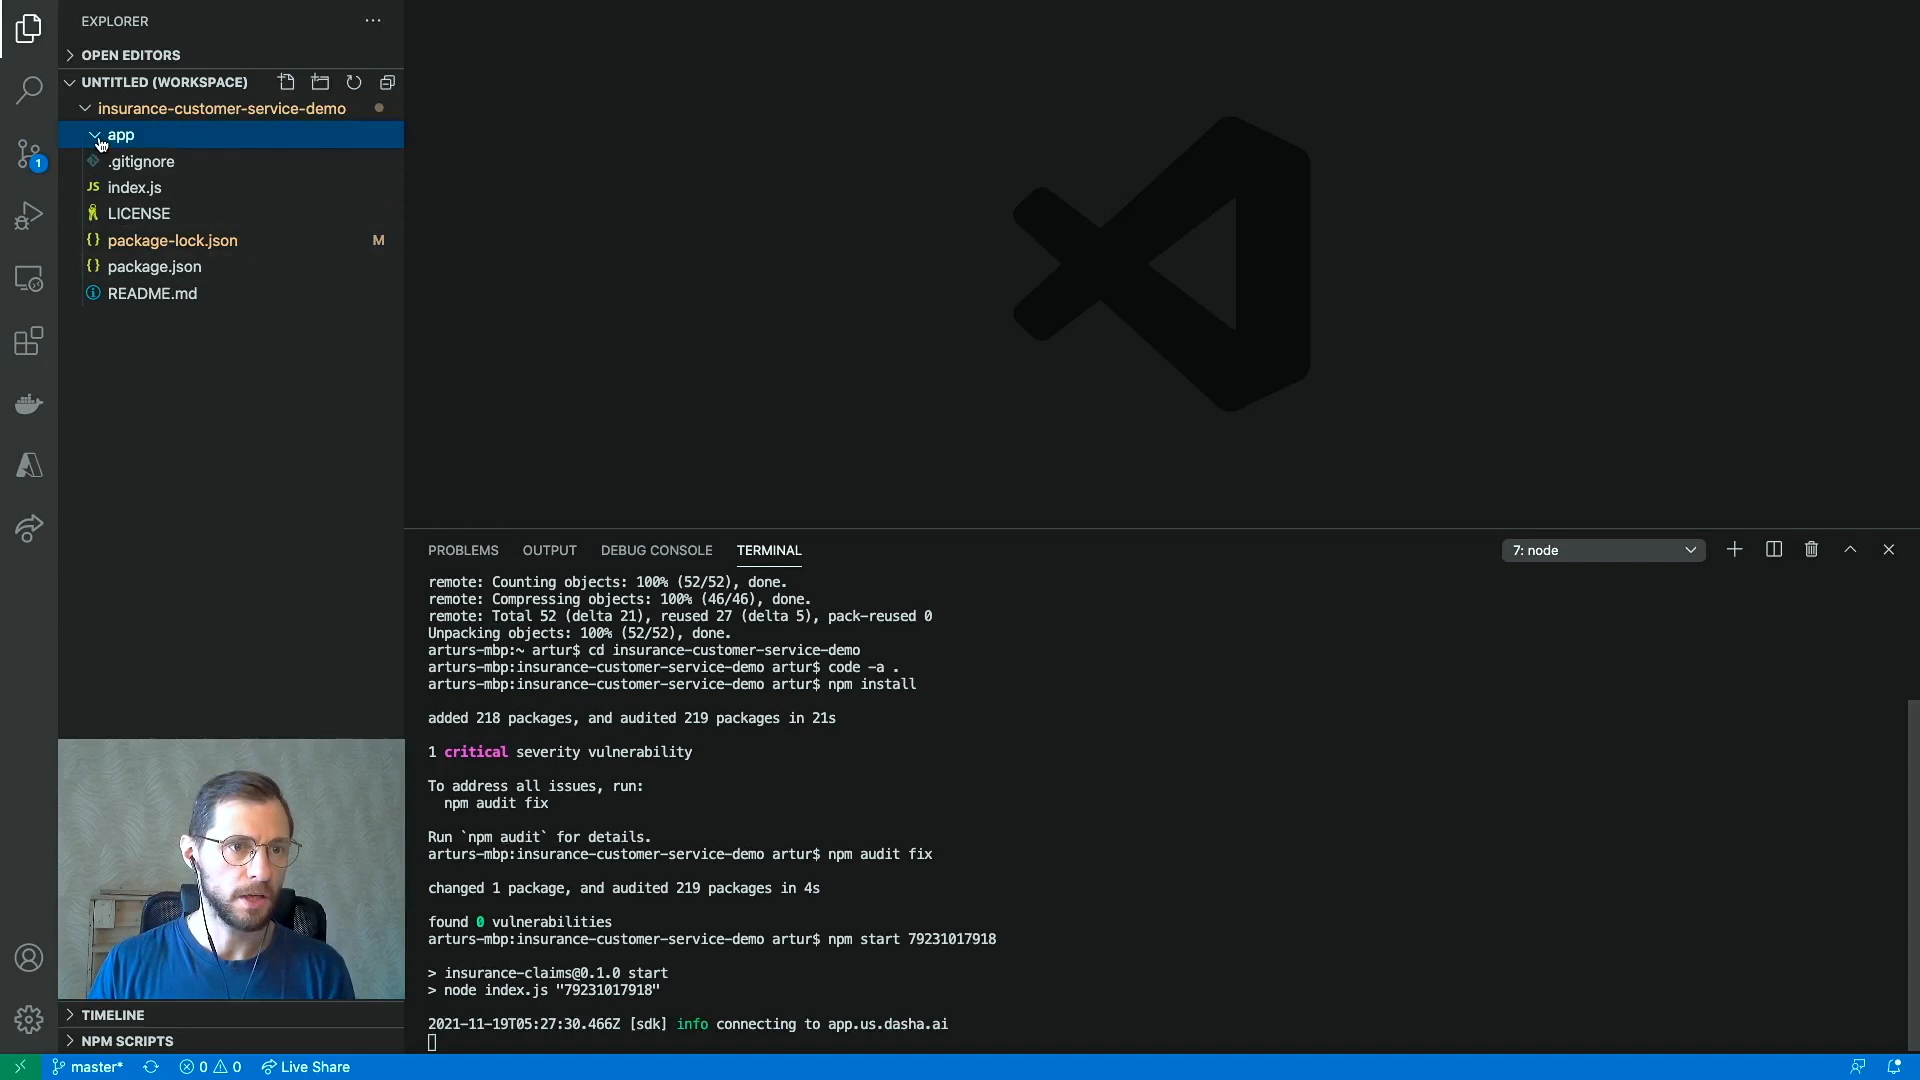 EXPLORER
OPEN EDITORS
UNTITLED (WORKSPACE)
insurance-customer-service-demo
app
.gitignore
JS index.js
LICENSE
{} package-lock.json M
{} package.json
README.md
1
PROBLEMS OUTPUT DEBUG CONSOLE TERMINAL 7: node
remote: Counting objects: 100% (52/52), done.
remote: Compressing objects: 100% (46/46), done.
remote: Total 52 (delta 21), reused 27 (delta 5), pack-reused 0
Unpacking objects: 100% (52/52), done.
arturs-mbp:~ artur$ cd insurance-customer-service-demo
arturs-mbp:insurance-customer-service-demo artur$ code -a .
arturs-mbp:insurance-customer-service-demo artur$ npm install
added 218 packages, and audited 219 packages in 21s
1 critical severity vulnerability
To address all issues, run:
npm audit fix
Run `npm audit` for details.
arturs-mbp:insurance-customer-service-demo artur$ npm audit fix
changed 1 package, and audited 219 packages in 4s
found 0 vulnerabilities
arturs-mbp:insurance-customer-service-demo artur$ npm start 79231017918
> insurance-claims@0.1.0 start
> node index.js "79231017918"
2021-11-19T05:27:30.466Z [sdk] info connecting to app.us.dasha.ai
TIMELINE
NPM SCRIPTS
master* 0 0 Live Share